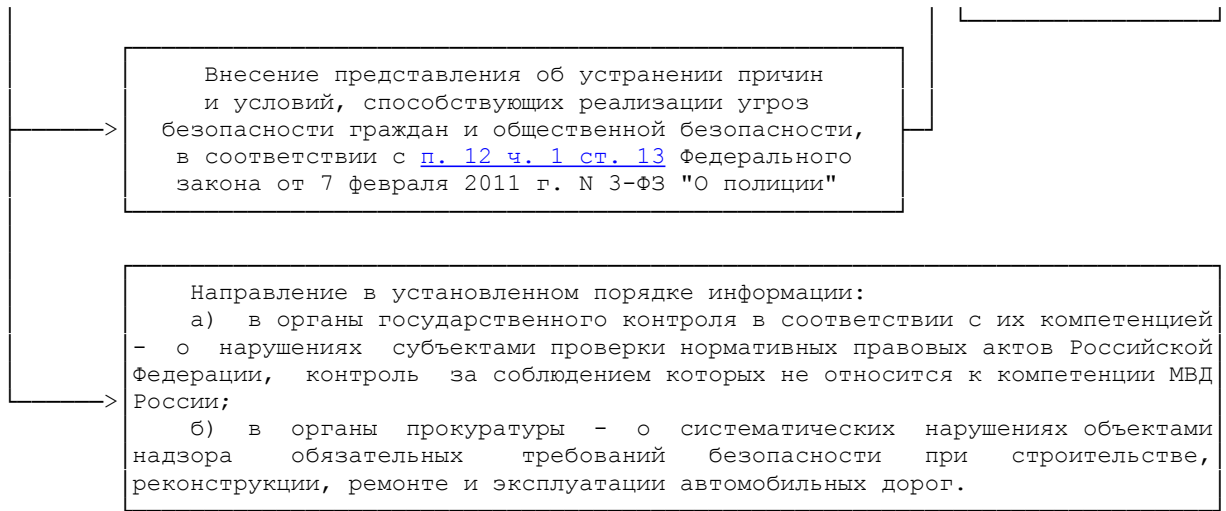 Внесение представления об устранении причин
и условий, способствующих реализации угроз
безопасности граждан и общественной безопасности,
в соответствии с п. 12 ч. 1 ст. 13 Федерального
закона от 7 февраля 2011 г. N 3-ФЗ "О полиции"
Направление в установленном порядке информации:
а) в органы государственного контроля в соответствии с их компетенцией
- о нарушениях субъектами проверки нормативных правовых актов Российской
Федерации, контроль за соблюдением которых не относится к компетенции МВД
России;
б) в органы прокуратуры - о систематических нарушениях объектами
надзора обязательных требований безопасности при строительстве,
реконструкции, ремонте и эксплуатации автомобильных дорог.